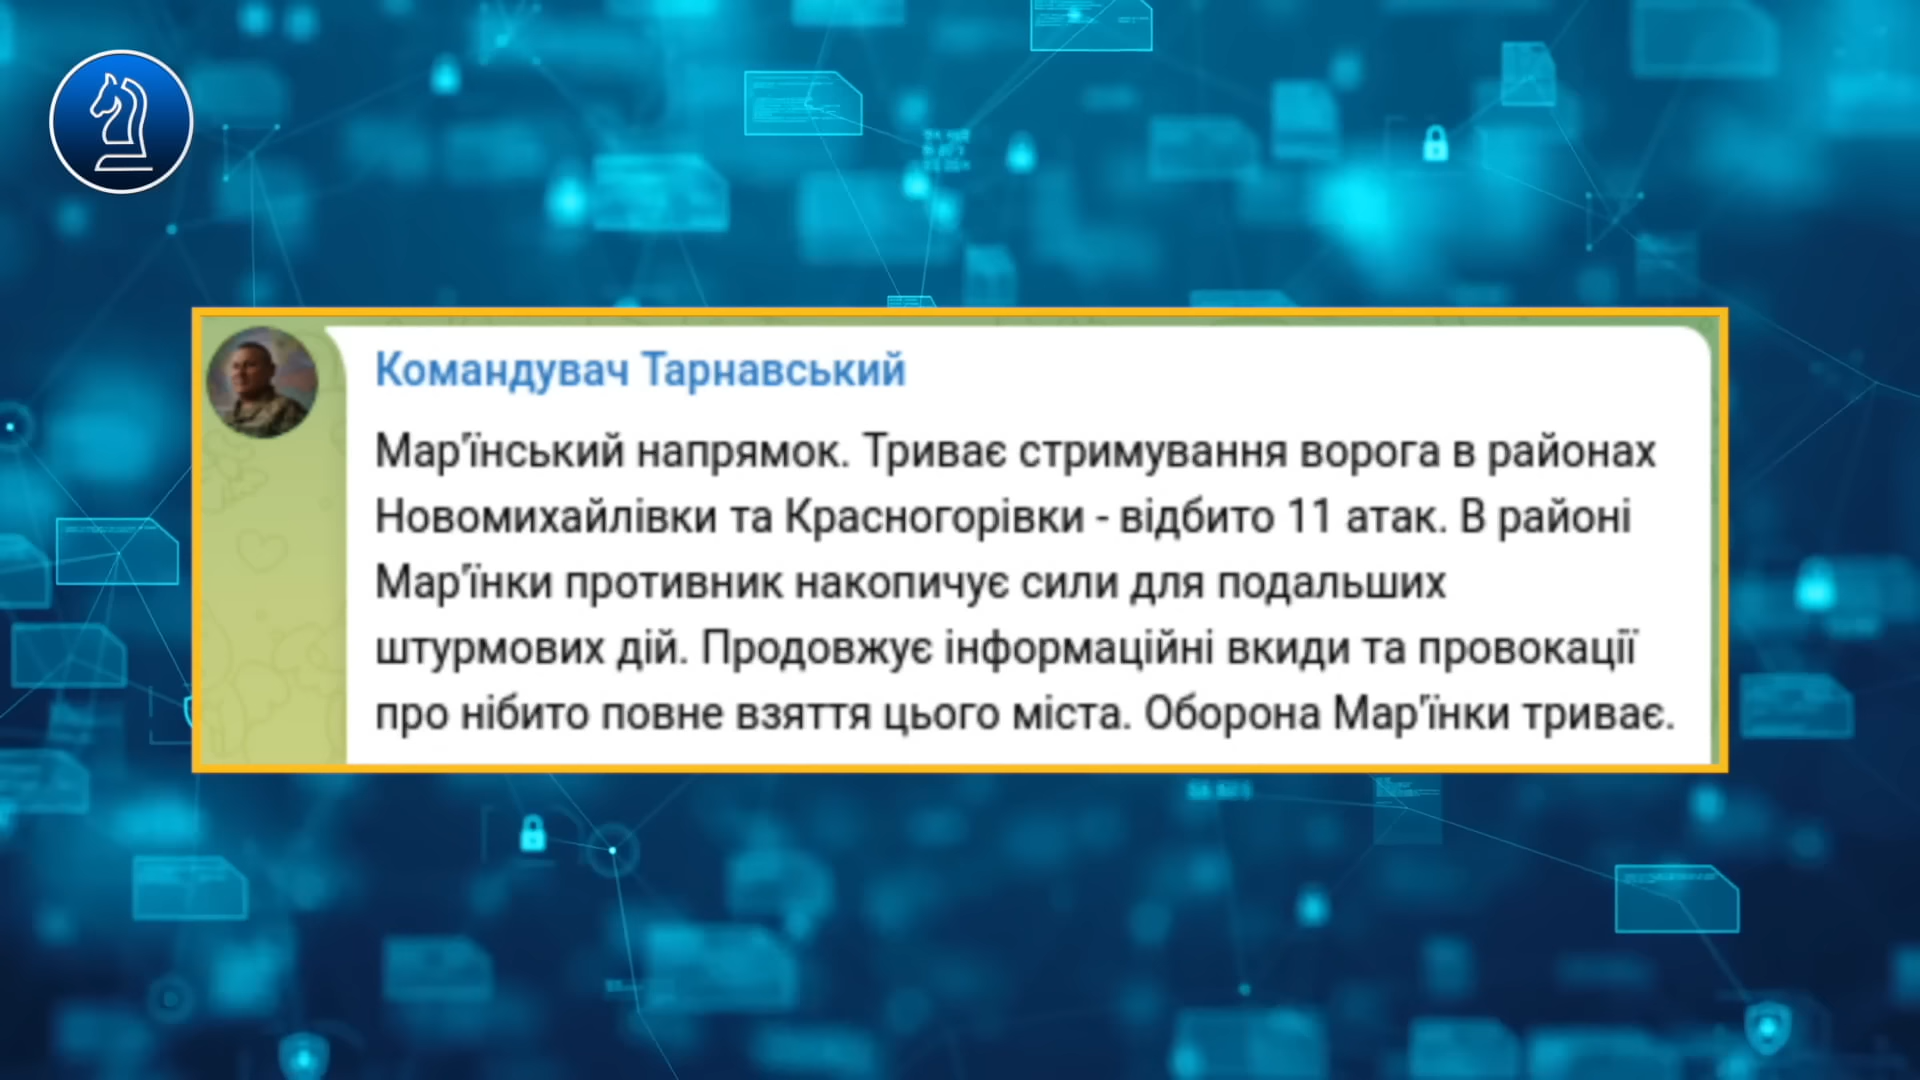 Командувач Тарнавський
Мар'їнський напрямок. Триває стримування ворога в районах
Новомихайлівки та Красногорівки - відбито 11 атак. В районі
Мар'їнки противник накопичує сили для подальших
штурмових дій. Продовжує інформаційні вкиди та провокації
про нібито повне взяття цього міста. Оборона Мар'їнки триває.